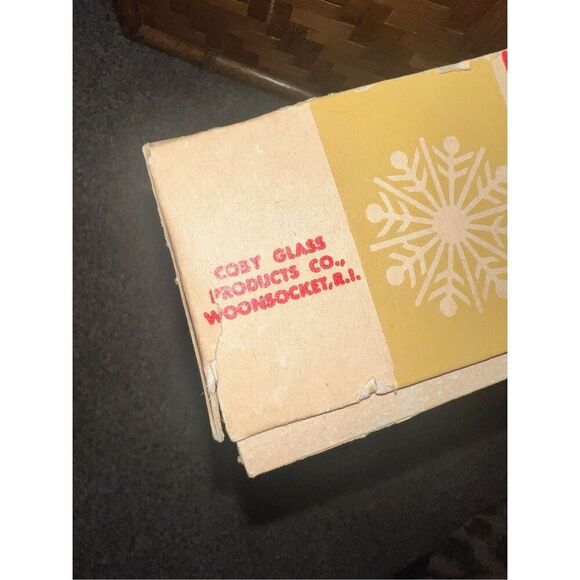 COBY GLASS
PRODUCTS CO.,
WOONSOCKET, R.I.